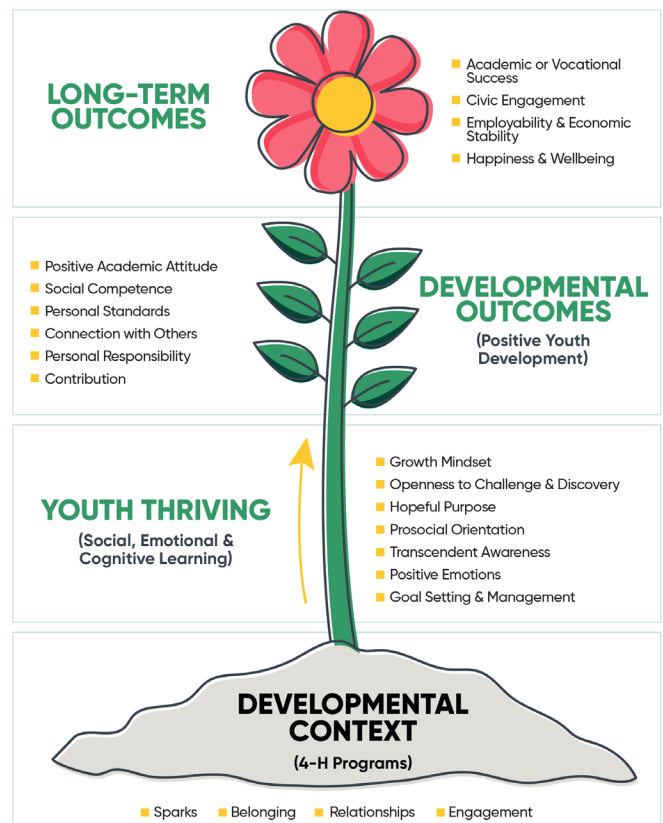 LONG-TERM
OUTCOMES
Academic or Vocational
Success
Civic Engagement
Employability & Economic
Stability
Happiness & Wellbeing
Positive Academic Attitude
Social Competence
Personal Standards
Connection with Others
Personal Responsibility
Contribution
DEVELOPMENTAL
OUTCOMES
(Positive Youth
Development)
YOUTH THRIVING
(Social, Emotional &
Cognitive Learning)
Growth Mindset
Openness to Challenge & Discovery
Hopeful Purpose
Prosocial Orientation
Transcendent Awareness
Positive Emotions
Goal Setting & Management
DEVELOPMENTAL
CONTEXT
(4-H Programs)
Sparks Belonging Relationships Engagement